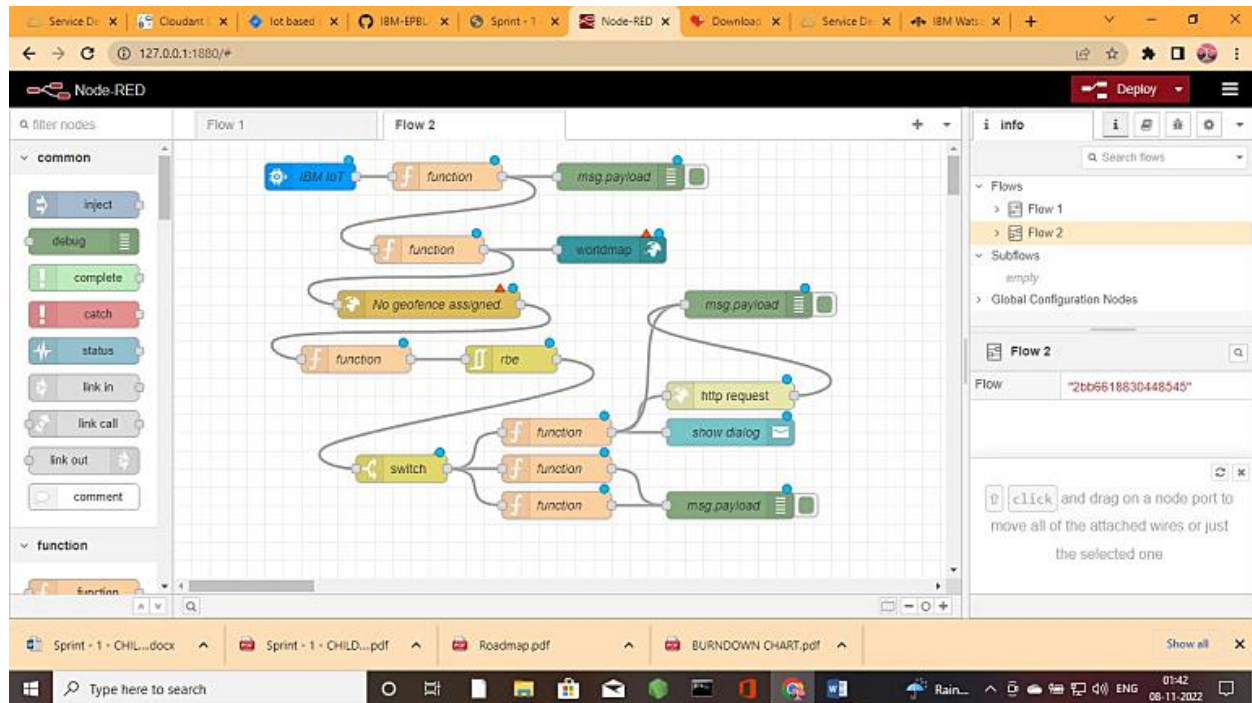 Service De
Cloudant
Iot based
IBM-EPBL
Sprint - 1
Node-RED
Download
Service De
IBM Wats
127.0.0.1:1880/#
Node-RED
Deploy
filter nodes
Flow 1
Flow 2
i info
Search flows
common
inject
debug
complete
catch
status
link in
link call
link out
comment
function
function
IBM IoT
function
msg.payload
function
worldmap
No geofence assigned.
msg.payload
function
rbe
http request
function
show dialog
switch
function
function
msg.payload
Flows
Flow 1
Flow 2
Subflows
empty
Global Configuration Nodes
Flow 2
Flow
"2bb6618830448545"
click and drag on a node port to
move all of the attached wires or just
the selected one
Sprint - 1 - CHIL....docx
Sprint - 1 - CHILD....pdf
Roadmap.pdf
BURNDOWN CHART.pdf
Show all
Type here to search
Rain...
ENG
01:42
08-11-2022